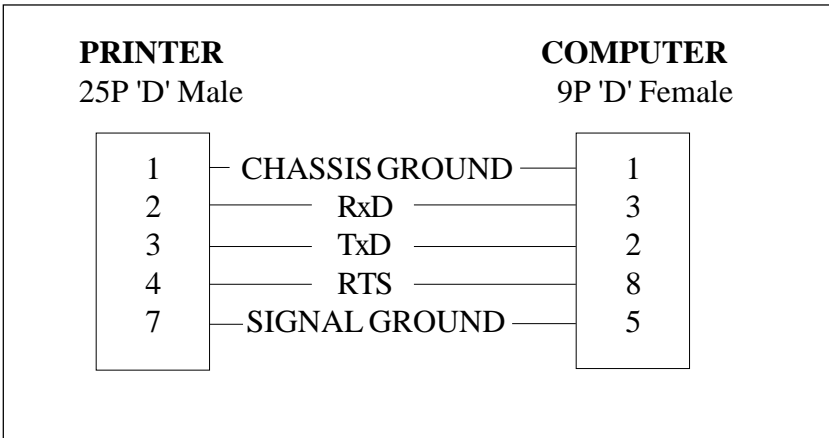 PRINTER COMPUTER
25P 'D' Male 9P 'D' Female
1 CHASSIS GROUND 1
2 RxD 3
3 TxD 2
4 RTS 8
7 SIGNAL GROUND 5